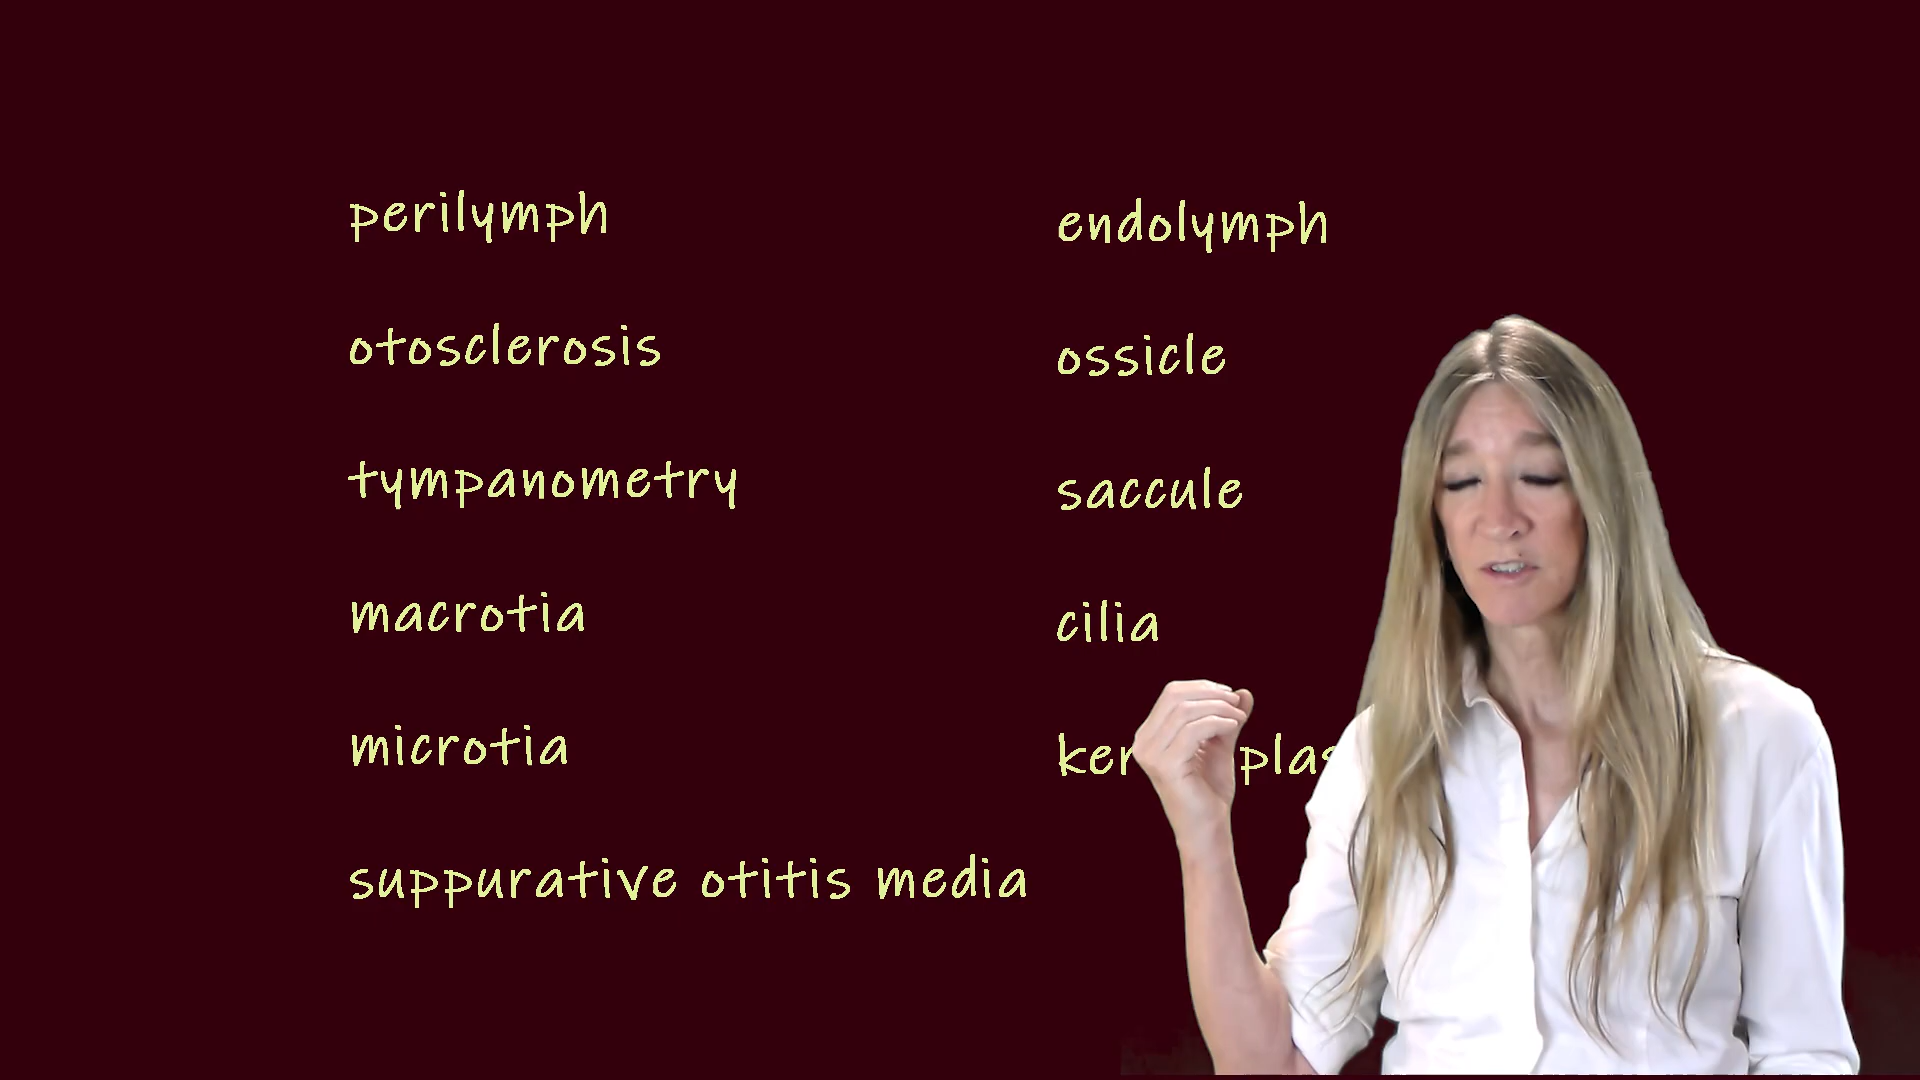 perilymph
otosclerosis
tympanometry
macrotia
microtia
suppurative otitis media
endolymph
ossicle
saccule
cilia